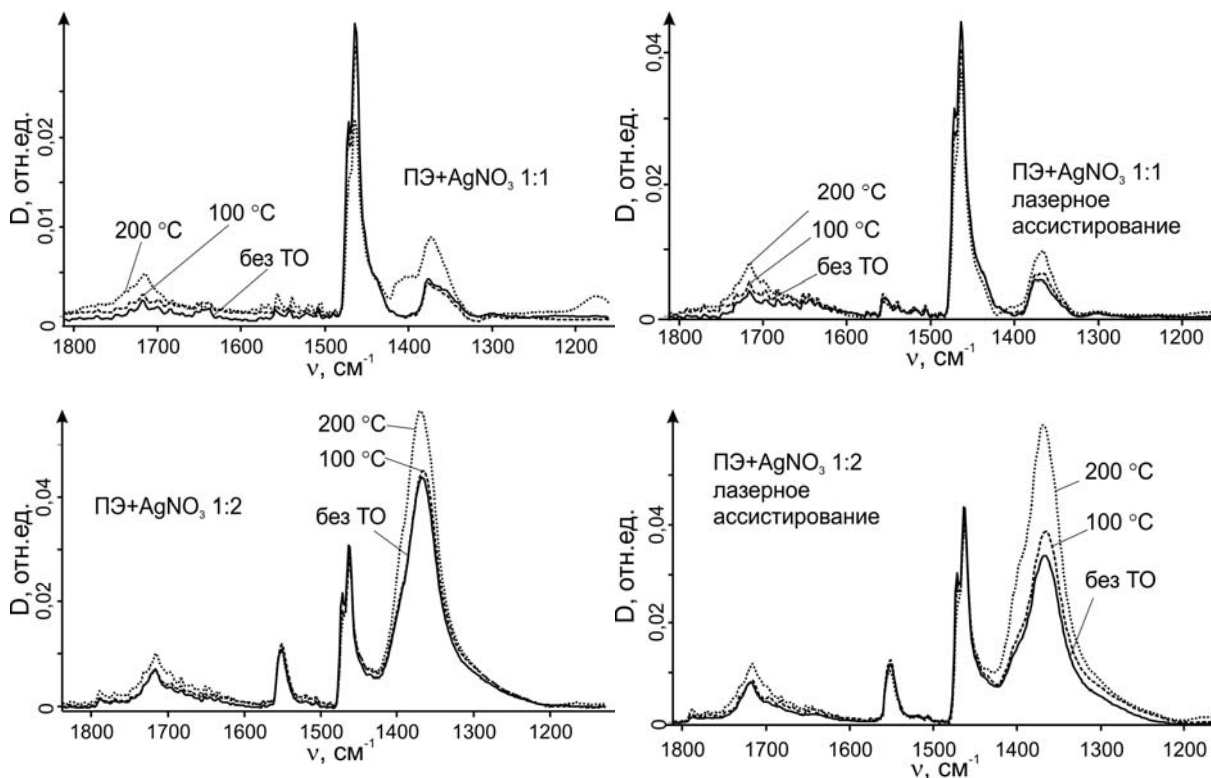 D, отн.ед.
0,02
0,01
0
200 °C
100 °C
без ТО
ПЭ+AgNO₃ 1:1
1800 1700 1600 1500 1400 1300 1200
ν, см⁻¹
D, отн.ед.
0,04
0,02
0
200 °C
100 °C
без ТО
ПЭ+AgNO₃ 1:1
лазерное
ассистирование
1800 1700 1600 1500 1400 1300 1200
ν, см⁻¹
D, отн.ед.
0,04
0,02
0
ПЭ+AgNO₃ 1:2
200 °C
100 °C
без ТО
1800 1700 1600 1500 1400 1300 1200
ν, см⁻¹
D, отн.ед.
0,04
0,02
0
ПЭ+AgNO₃ 1:2
лазерное
ассистирование
200 °C
100 °C
без ТО
1800 1700 1600 1500 1400 1300 1200
ν, см⁻¹